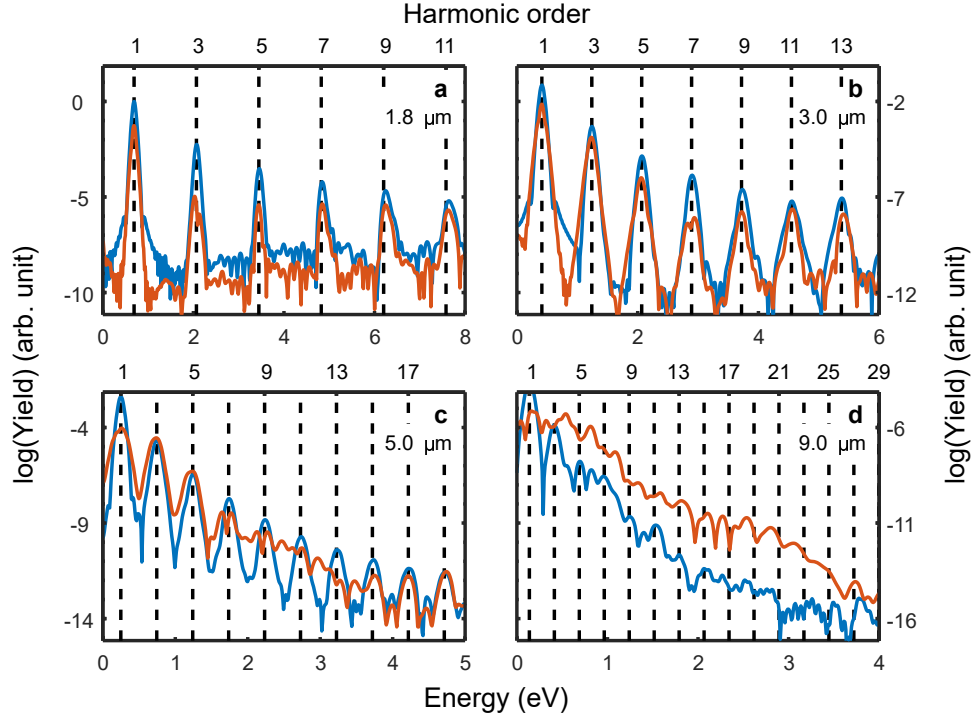 Harmonic order
1 3 5 7 9 11
1 3 5 7 9 11 13
a
1.8 μm
b
3.0 μm
0
-5
-10
-2
-7
-12
0 2 4 6 8
0 2 4 6
log(Yield) (arb. unit)
log(Yield) (arb. unit)
1 5 9 13 17
1 5 9 13 17 21 25 29
c
5.0 μm
d
9.0 μm
-4
-9
-14
-6
-11
-16
0 1 2 3 4 5
0 1 2 3 4
Energy (eV)